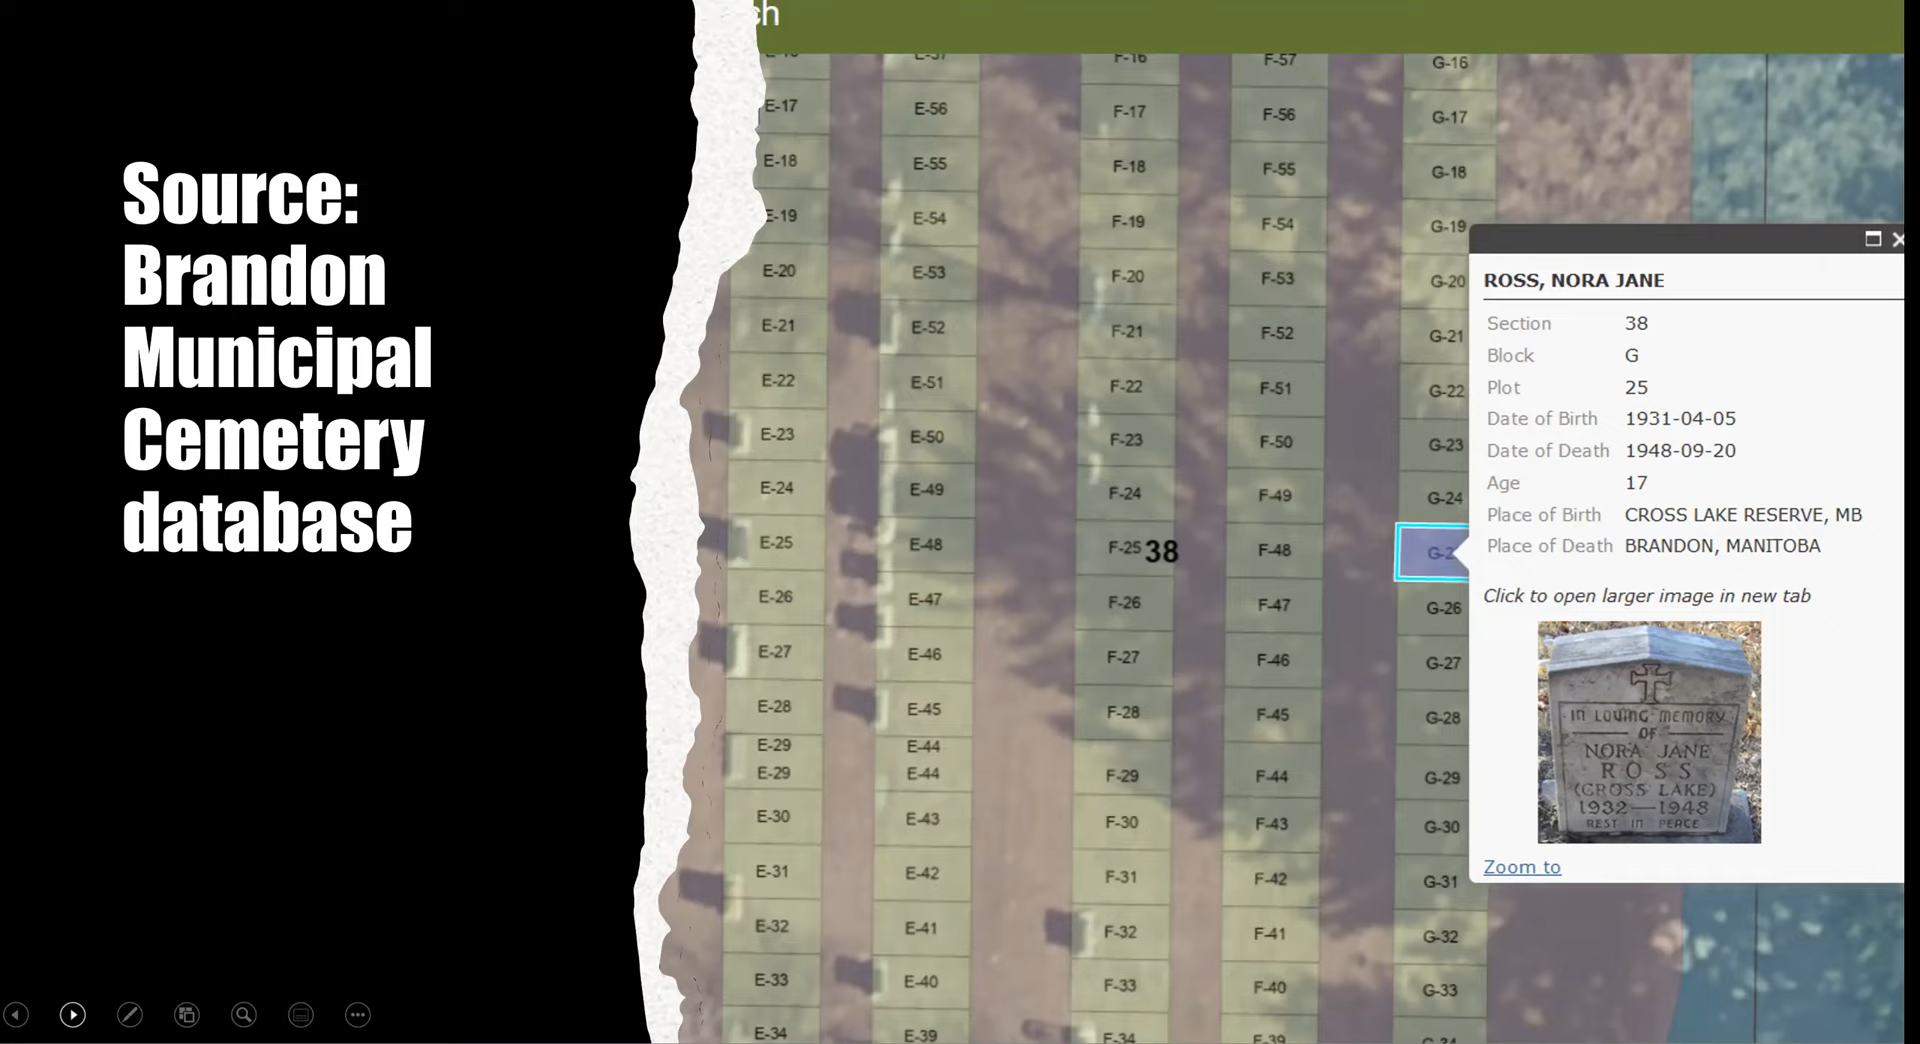 Source:
Brandon
Municipal
Cemetery
database
ch
E-17
E-18
E-19
E-20
E-21
E-22
E-23
E-24
E-25
E-26
E-27
E-28
E-29
E-29
E-30
E-31
E-32
E-33
E-34
E-57
E-56
E-55
E-54
E-53
E-52
E-51
E-50
E-49
E-48
E-47
E-46
E-45
E-44
E-44
E-43
E-42
E-41
E-40
E-39
F-16
F-17
F-18
F-19
F-20
F-21
F-22
F-23
F-24
F-25
38
F-26
F-27
F-28
F-29
F-30
F-31
F-32
F-33
F-34
F-57
F-56
F-55
F-54
F-53
F-52
F-51
F-50
F-49
F-48
F-47
F-46
F-45
F-44
F-43
F-42
F-41
F-40
F-39
G-16
G-17
G-18
G-19
G-20
G-21
G-22
G-23
G-24
G-2
G-26
G-27
G-28
G-29
G-30
G-31
G-32
G-33
ROSS, NORA JANE
Section 38
Block G
Plot 25
Date of Birth 1931-04-05
Date of Death 1948-09-20
Age 17
Place of Birth CROSS LAKE RESERVE, MB
Place of Death BRANDON, MANITOBA
Click to open larger image in new tab
IN LOVING MEMORY
OF
NORA JANE
ROSS
(CROSS LAKE)
1932—1948
REST IN PEACE
Zoom to